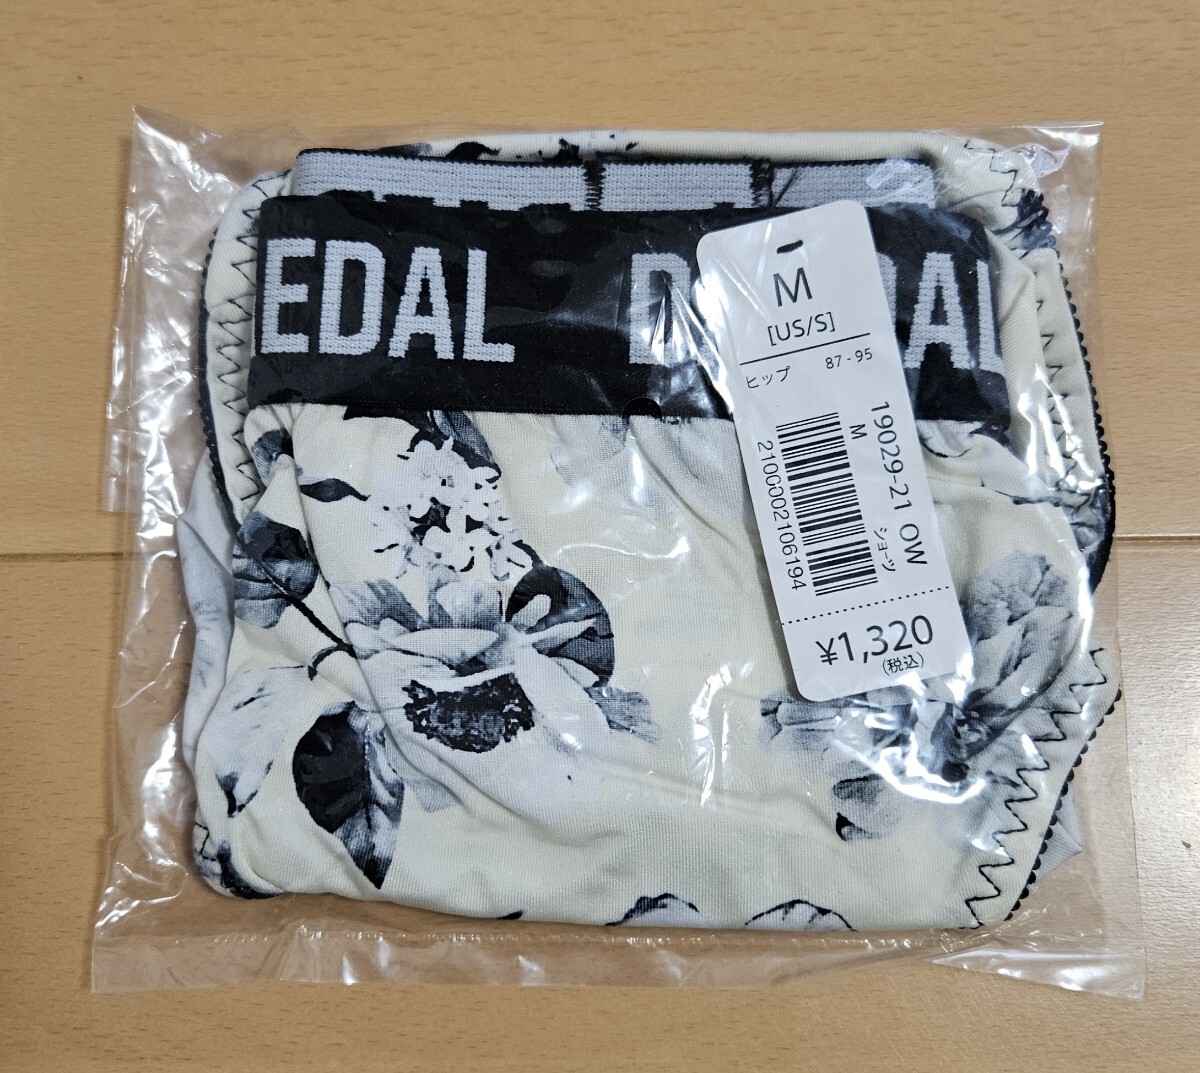 EDAL D DAL
M
[US/S]
ヒップ 87-95
19029-21 OW
M ショーツ
2100002106194
¥1,320
(税込)